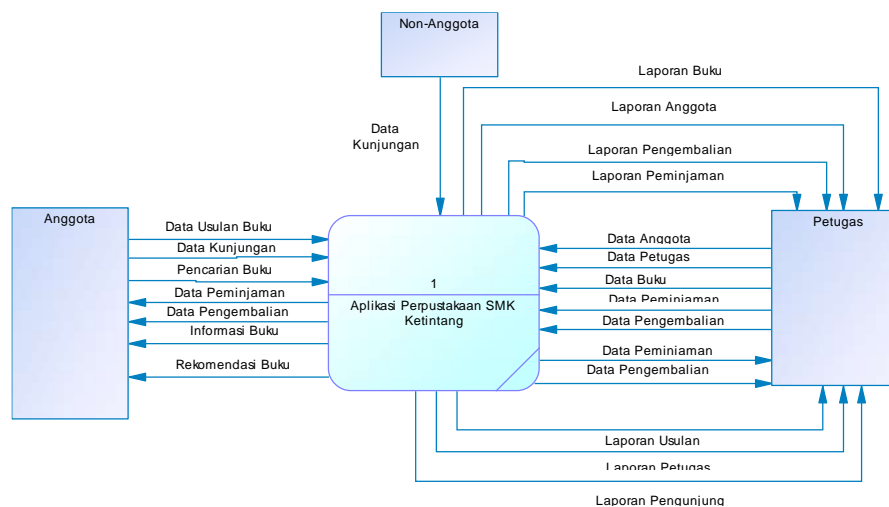 Non-Anggota
Laporan Buku
Laporan Anggota
Data
Kunjungan
Laporan Pengembalian
Laporan Peminjaman
Anggota
Petugas
Data Usulan Buku
Data Kunjungan
Pencarian Buku
Data Peminjaman
Data Pengembalian
Informasi Buku
Rekomendasi Buku
1
Aplikasi Perpustakaan SMK
Ketintang
Data Anggota
Data Petugas
Data Buku
Data Peminjaman
Data Pengembalian
Data Peminjaman
Data Pengembalian
Laporan Usulan
Laporan Petugas
Laporan Pengunjung